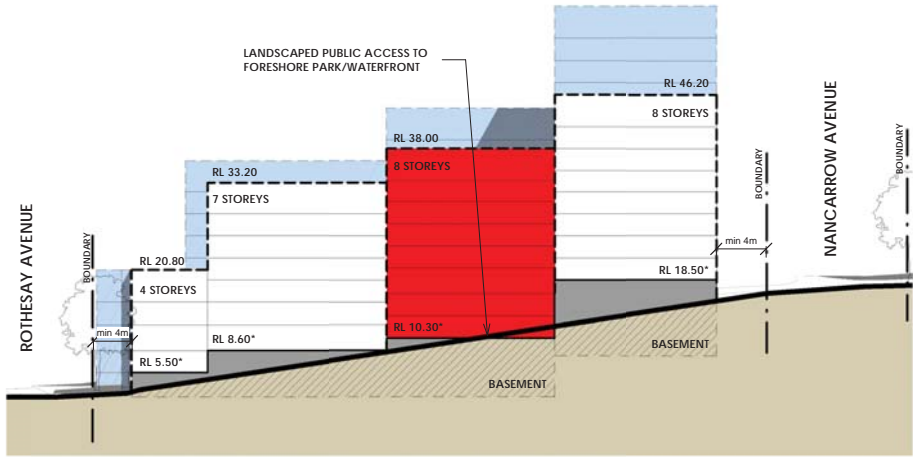 LANDSCAPED PUBLIC ACCESS TO
FORESHORE PARK/WATERFRONT
RL 46.20
8 STOREYS
RL 38.00
8 STOREYS
RL 33.20
7 STOREYS
RL 20.80
4 STOREYS
ROTHESAY AVENUE
BOUNDARY
min 4m
RL 5.50*
RL 8.60*
RL 10.30*
RL 18.50*
min 4m
BOUNDARY
NANCARROW AVENUE
BOUNDARY
BASEMENT
BASEMENT